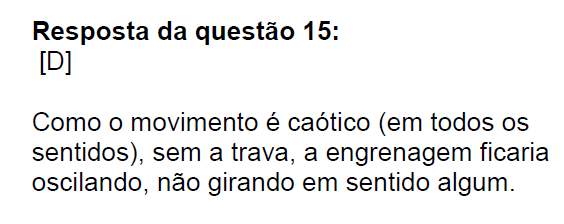 Resposta da questão 15:
[D]
Como o movimento é caótico (em todos os
sentidos), sem a trava, a engrenagem ficaria
oscilando, não girando em sentido algum.